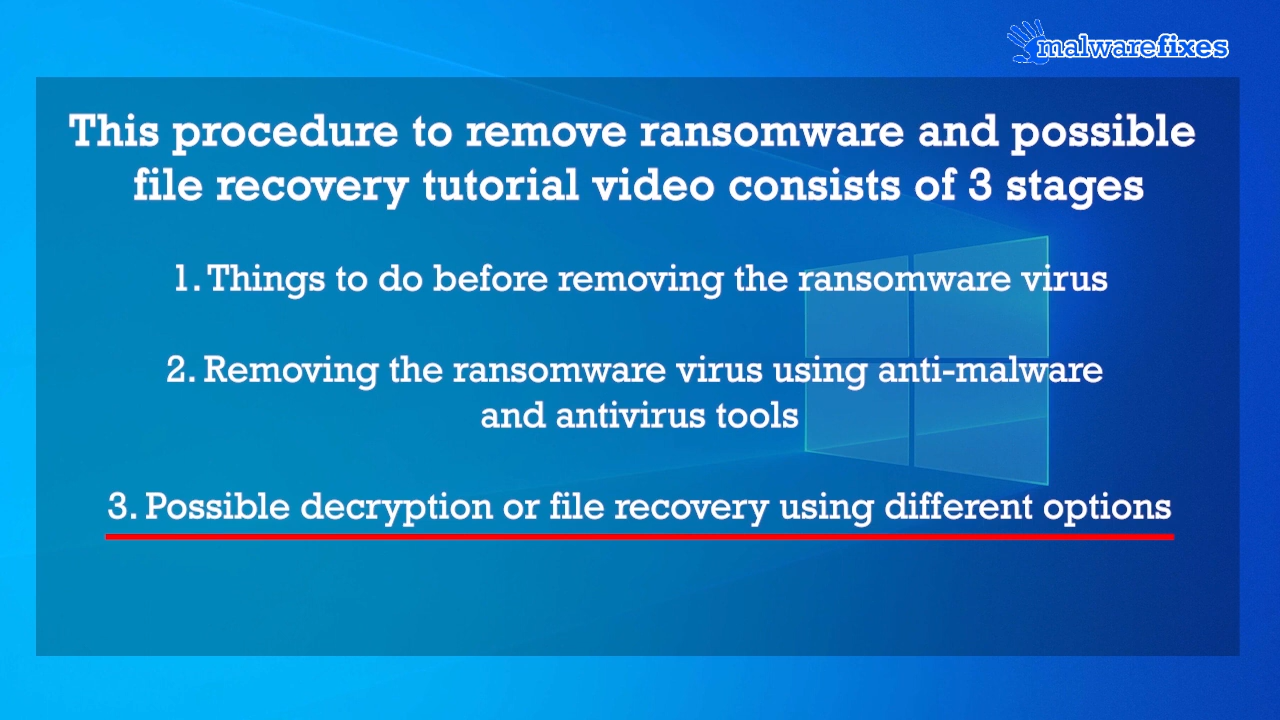 malwarefixes
This procedure to remove ransomware and possible
file recovery tutorial video consists of 3 stages
1. Things to do before removing the ransomware virus
2. Removing the ransomware virus using anti-malware
and antivirus tools
3. Possible decryption or file recovery using different options